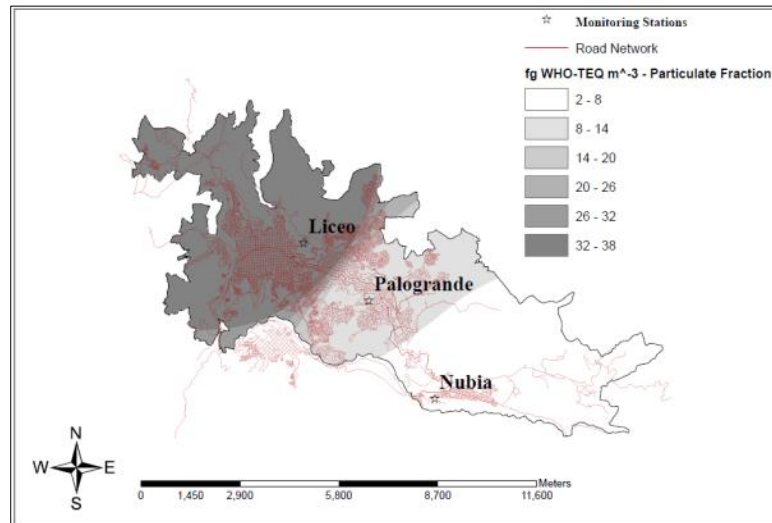 Monitoring Stations
Road Network
fg WHO-TEQ m^-3 - Particulate Fraction
2 - 8
8 - 14
14 - 20
20 - 26
26 - 32
32 - 38
Liceo
Palogrande
Nubia
N
W E
S
Meters
0 1,450 2,900 5,800 8,700 11,600